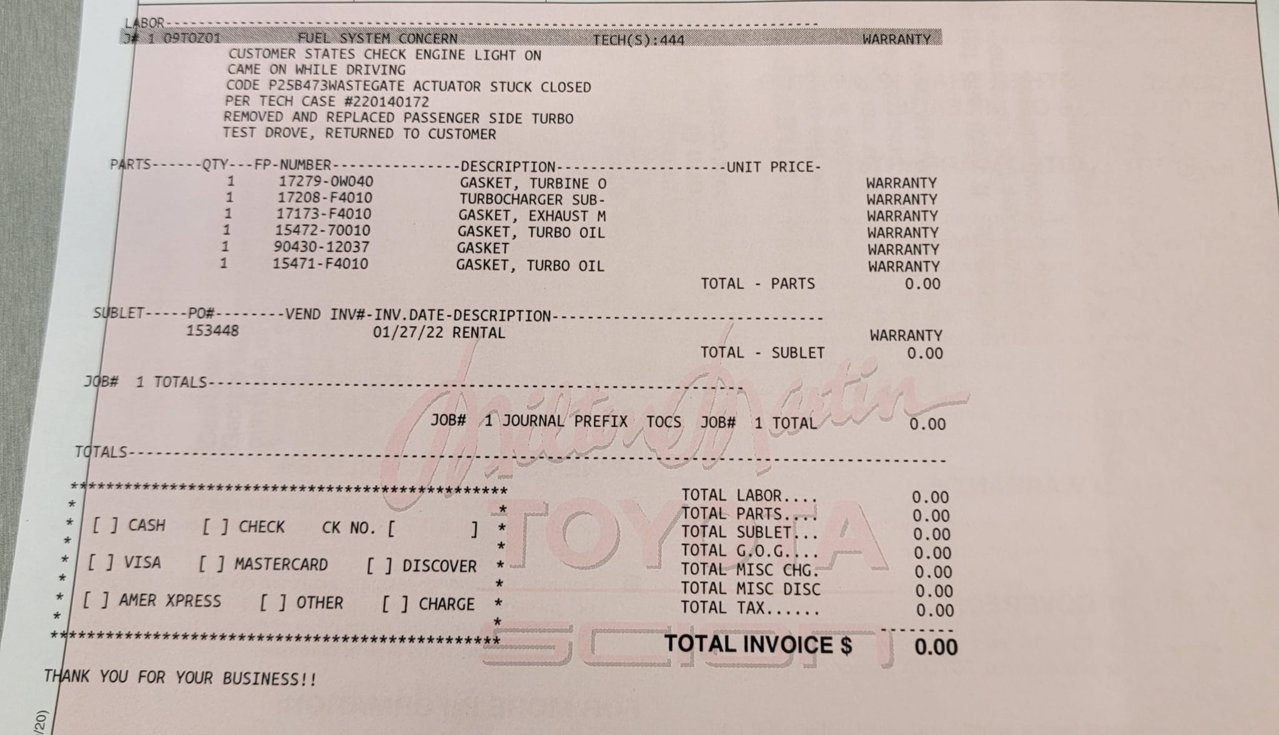 LABOR------------------------------------------------------------------------
J# 1 09TOZ01 FUEL SYSTEM CONCERN TECH(S):444 WARRANTY
CUSTOMER STATES CHECK ENGINE LIGHT ON
CAME ON WHILE DRIVING
CODE P25B473WASTEGATE ACTUATOR STUCK CLOSED
PER TECH CASE #220140172
REMOVED AND REPLACED PASSENGER SIDE TURBO
TEST DROVE, RETURNED TO CUSTOMER
PARTS------QTY---FP-NUMBER---------------DESCRIPTION--------------------UNIT PRICE-
1 17279-0W040 GASKET, TURBINE O WARRANTY
1 17208-F4010 TURBOCHARGER SUB- WARRANTY
1 17173-F4010 GASKET, EXHAUST M WARRANTY
1 15472-70010 GASKET, TURBO OIL WARRANTY
1 90430-12037 GASKET WARRANTY
1 15471-F4010 GASKET, TURBO OIL WARRANTY
TOTAL - PARTS 0.00
SUBLET-----PO#--------VEND INV#-INV.DATE-DESCRIPTION--------------------------------
153448 01/27/22 RENTAL WARRANTY
TOTAL - SUBLET 0.00
JOB# 1 TOTALS----------------------------------------------------------------
JOB# 1 JOURNAL PREFIX TOCS JOB# 1 TOTAL 0.00
TOTALS------------------------------------------------------------------------------------------------
Milton Martin
TOYOTA
SCION
************************************************ TOTAL LABOR.... 0.00
* * TOTAL PARTS.... 0.00
* [ ] CASH [ ] CHECK CK NO. [ ] * TOTAL SUBLET... 0.00
* * TOTAL G.O.G.... 0.00
* [ ] VISA [ ] MASTERCARD [ ] DISCOVER * TOTAL MISC CHG. 0.00
* * TOTAL MISC DISC 0.00
* [ ] AMER XPRESS [ ] OTHER [ ] CHARGE * TOTAL TAX...... 0.00
* *
************************************************* TOTAL INVOICE $ 0.00
THANK YOU FOR YOUR BUSINESS!!
/20)